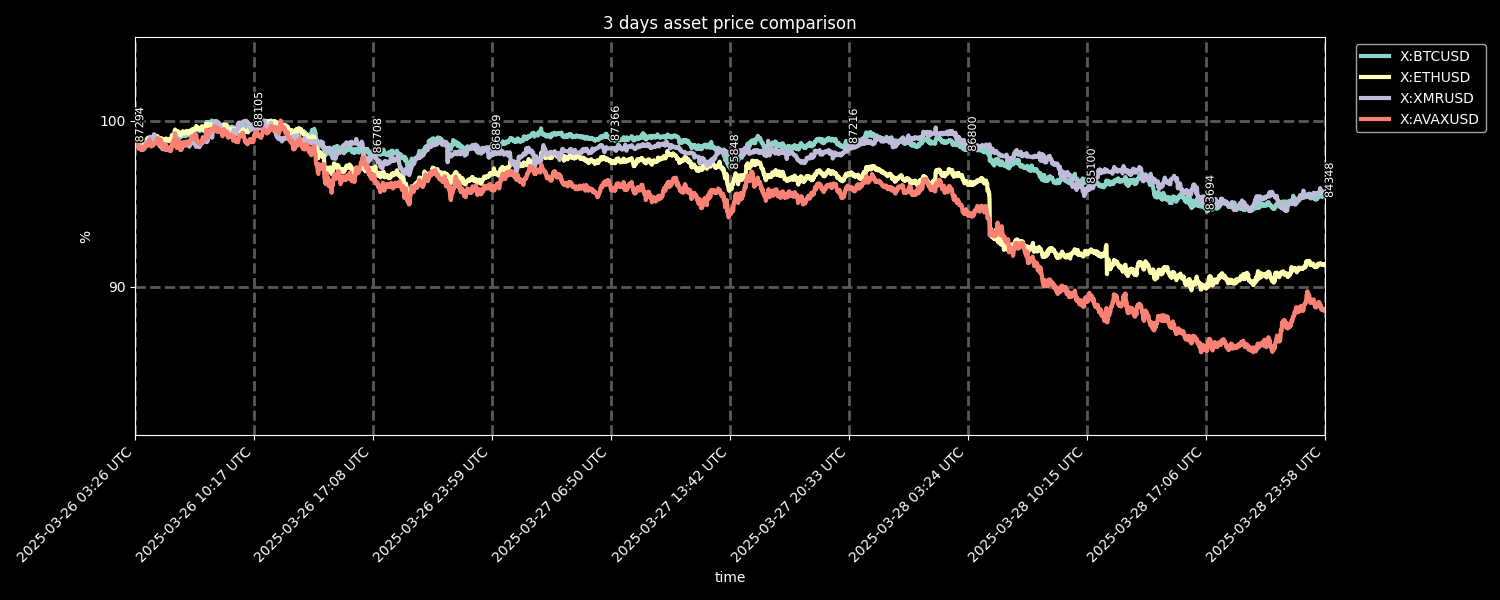 3 days asset price comparison
X:BTCUSD
X:ETHUSD
X:XMRUSD
X:AVAXUSD
100
90
%
87294
88105
86708
86899
87366
85848
87216
86800
85100
83694
84348
2025-03-26 03:26 UTC
2025-03-26 10:17 UTC
2025-03-26 17:08 UTC
2025-03-26 23:59 UTC
2025-03-27 06:50 UTC
2025-03-27 13:42 UTC
2025-03-27 20:33 UTC
2025-03-28 03:24 UTC
2025-03-28 10:15 UTC
2025-03-28 17:06 UTC
2025-03-28 23:58 UTC
time